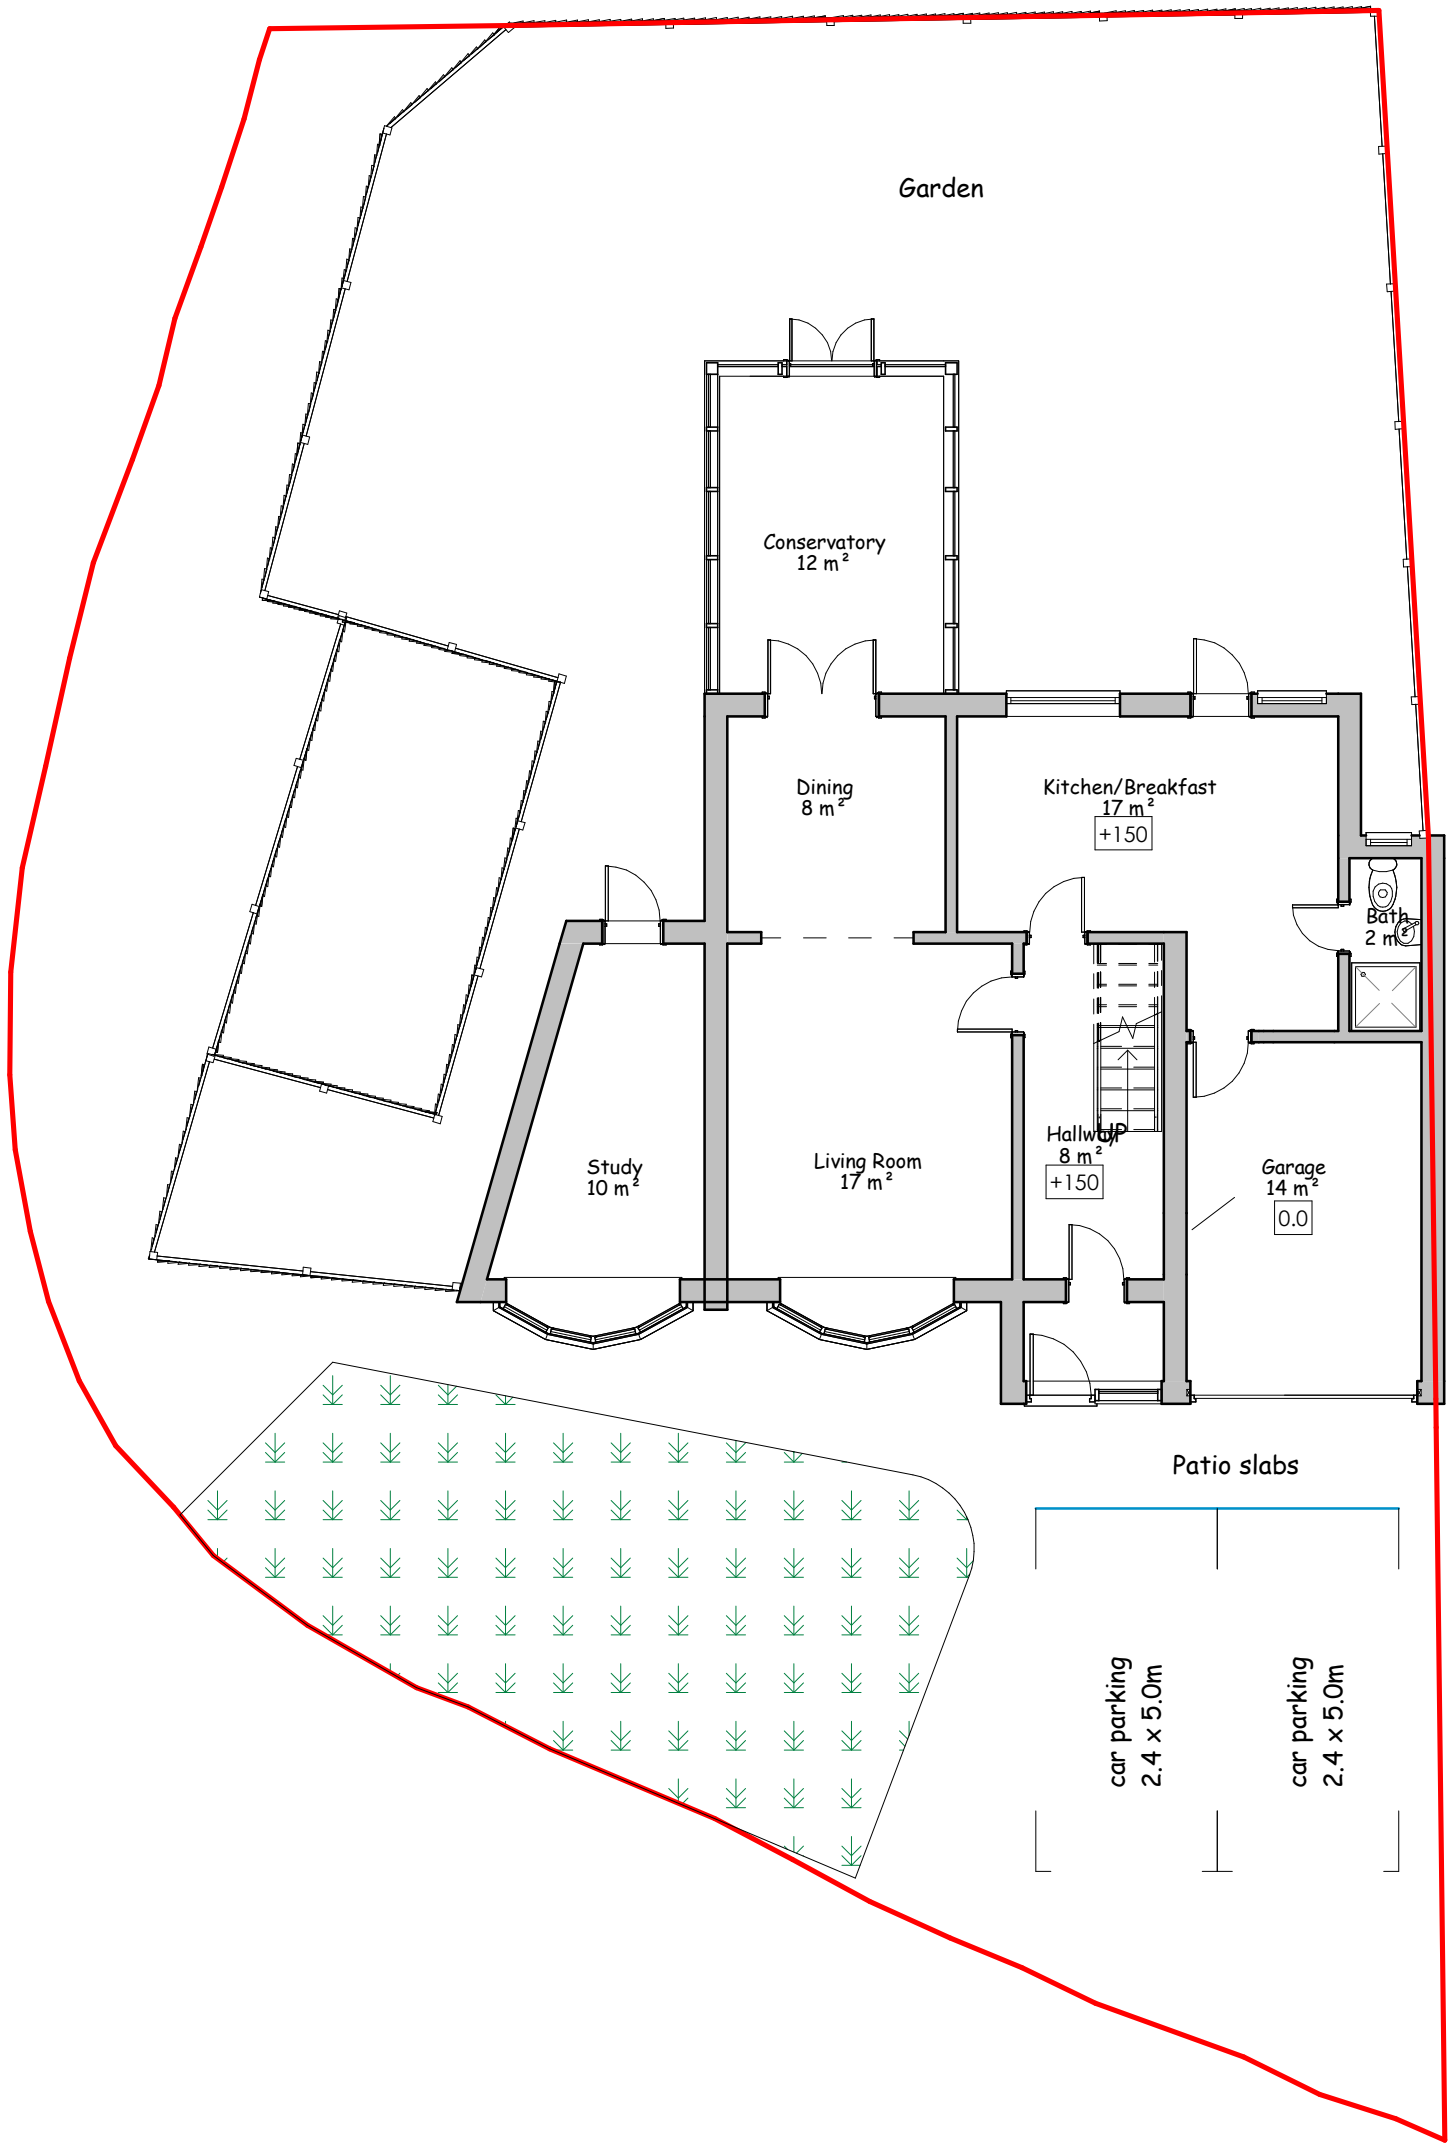 Garden
Conservatory
12 m²
Dining
8 m²
Kitchen/Breakfast
17 m²
+150
Bath
2 m²
Study
10 m²
Living Room
17 m²
UP
Hallway
8 m²
+150
Garage
14 m²
0.0
Patio slabs
car parking
2.4 x 5.0m
car parking
2.4 x 5.0m